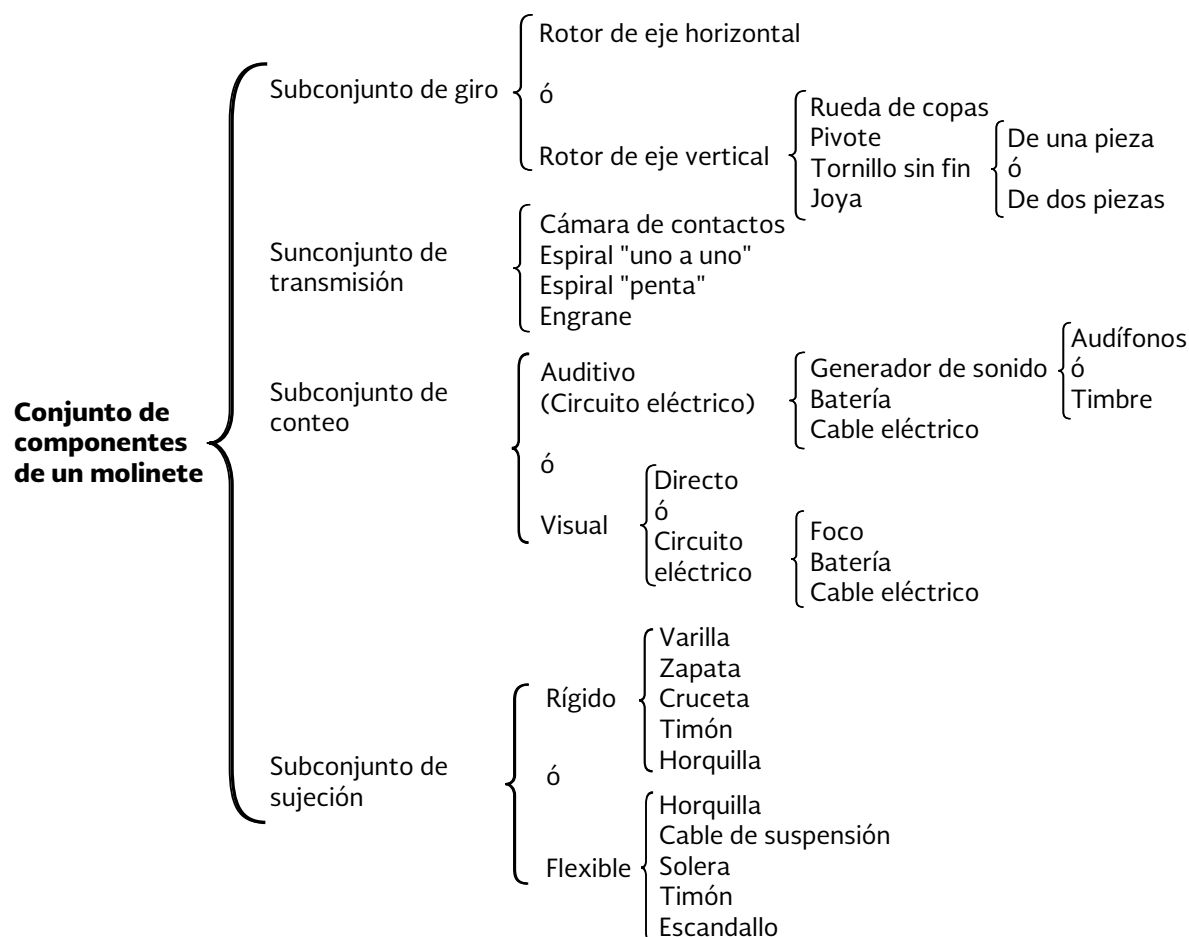 Conjunto de
componentes
de un molinete
Subconjunto de giro
Rotor de eje horizontal
ó
Rotor de eje vertical
Rueda de copas
Pivote
Tornillo sin fin
Joya
De una pieza
ó
De dos piezas
Sunconjunto de
transmisión
Cámara de contactos
Espiral "uno a uno"
Espiral "penta"
Engrane
Subconjunto de
conteo
Auditivo
(Circuito eléctrico)
Generador de sonido
Batería
Cable eléctrico
Audífonos
ó
Timbre
ó
Visual
Directo
ó
Circuito
eléctrico
Foco
Batería
Cable eléctrico
Subconjunto de
sujeción
Rígido
Varilla
Zapata
Cruceta
Timón
Horquilla
ó
Flexible
Horquilla
Cable de suspensión
Solera
Timón
Escandallo